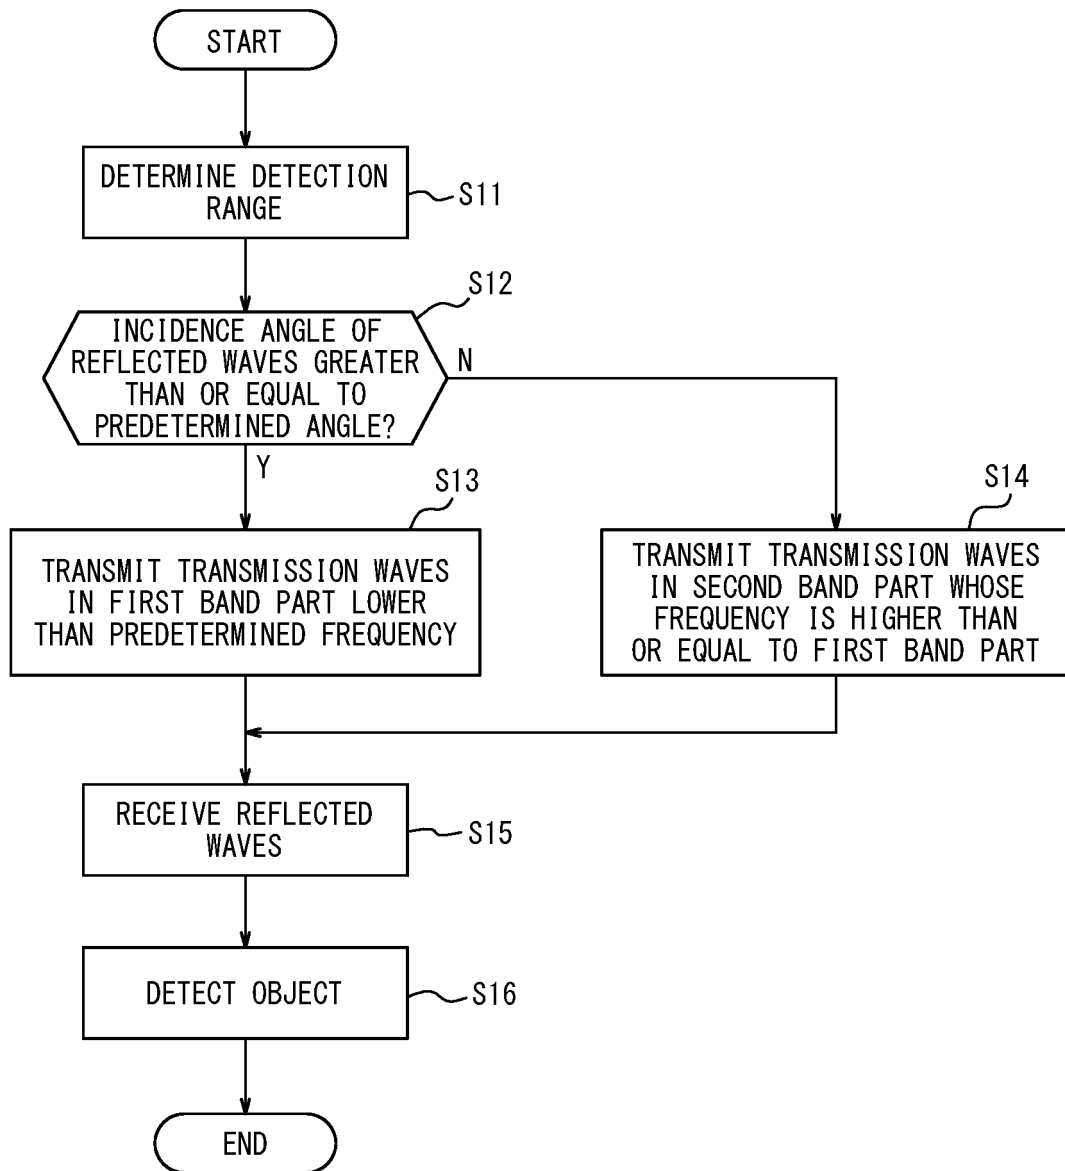 START
DETERMINE DETECTION
RANGE
S11
S12
INCIDENCE ANGLE OF
REFLECTED WAVES GREATER
THAN OR EQUAL TO
PREDETERMINED ANGLE?
N
Y
S13
TRANSMIT TRANSMISSION WAVES
IN FIRST BAND PART LOWER
THAN PREDETERMINED FREQUENCY
S14
TRANSMIT TRANSMISSION WAVES
IN SECOND BAND PART WHOSE
FREQUENCY IS HIGHER THAN
OR EQUAL TO FIRST BAND PART
RECEIVE REFLECTED
WAVES
S15
DETECT OBJECT
S16
END